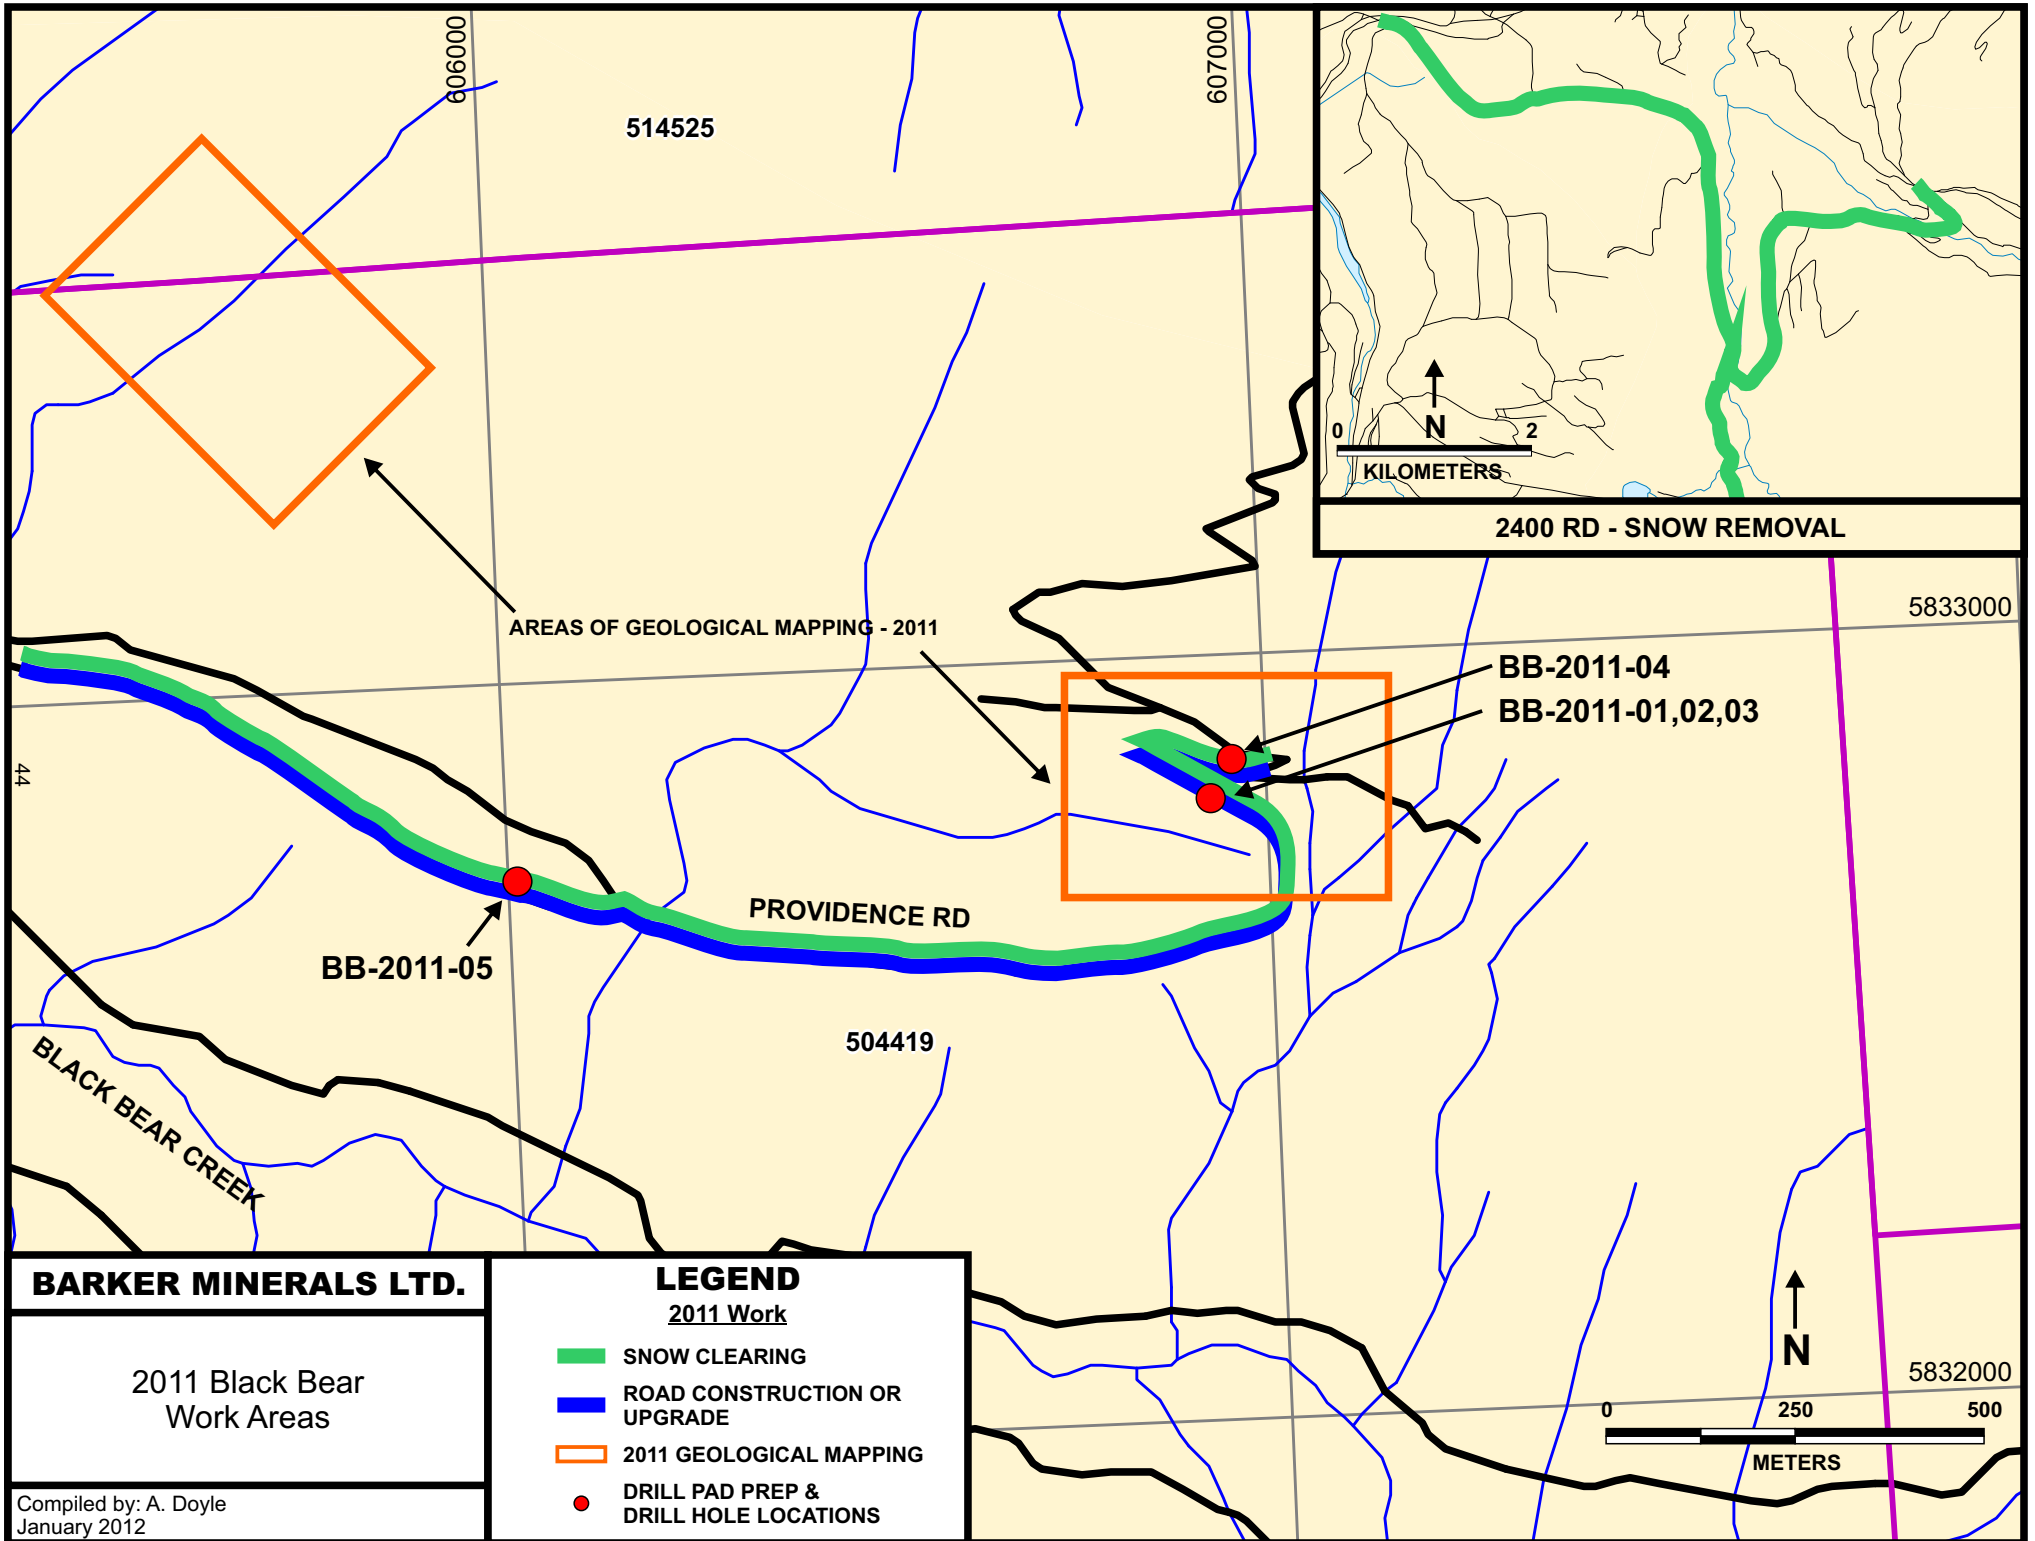 606000
607000
514525
0
N
2
KILOMETERS
2400 RD - SNOW REMOVAL
5833000
AREAS OF GEOLOGICAL MAPPING - 2011
BB-2011-04
BB-2011-01,02,03
44
PROVIDENCE RD
BB-2011-05
504419
BLACK BEAR CREEK
5832000
N
0 250 500
METERS
BARKER MINERALS LTD.
2011 Black Bear
Work Areas
Compiled by: A. Doyle
January 2012
LEGEND
2011 Work
SNOW CLEARING
ROAD CONSTRUCTION OR
UPGRADE
2011 GEOLOGICAL MAPPING
DRILL PAD PREP &
DRILL HOLE LOCATIONS